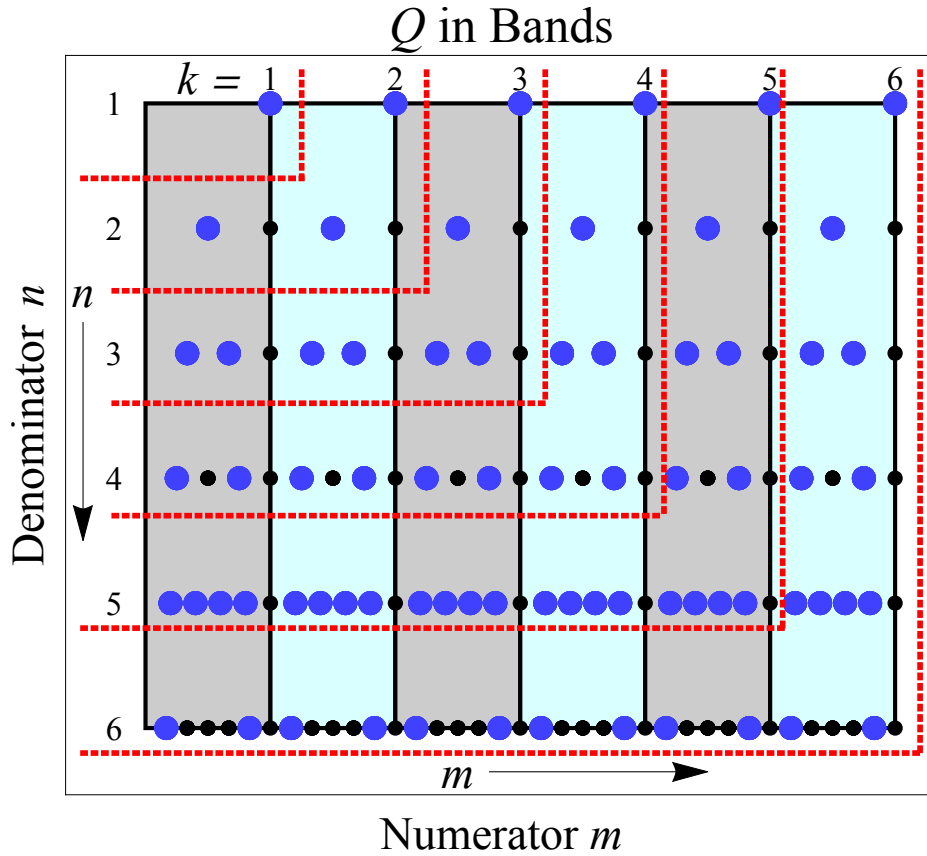 Q in Bands
k = 1 2 3 4 5 6
1
2
n
3
4
5
6
Denominator n
m
Numerator m